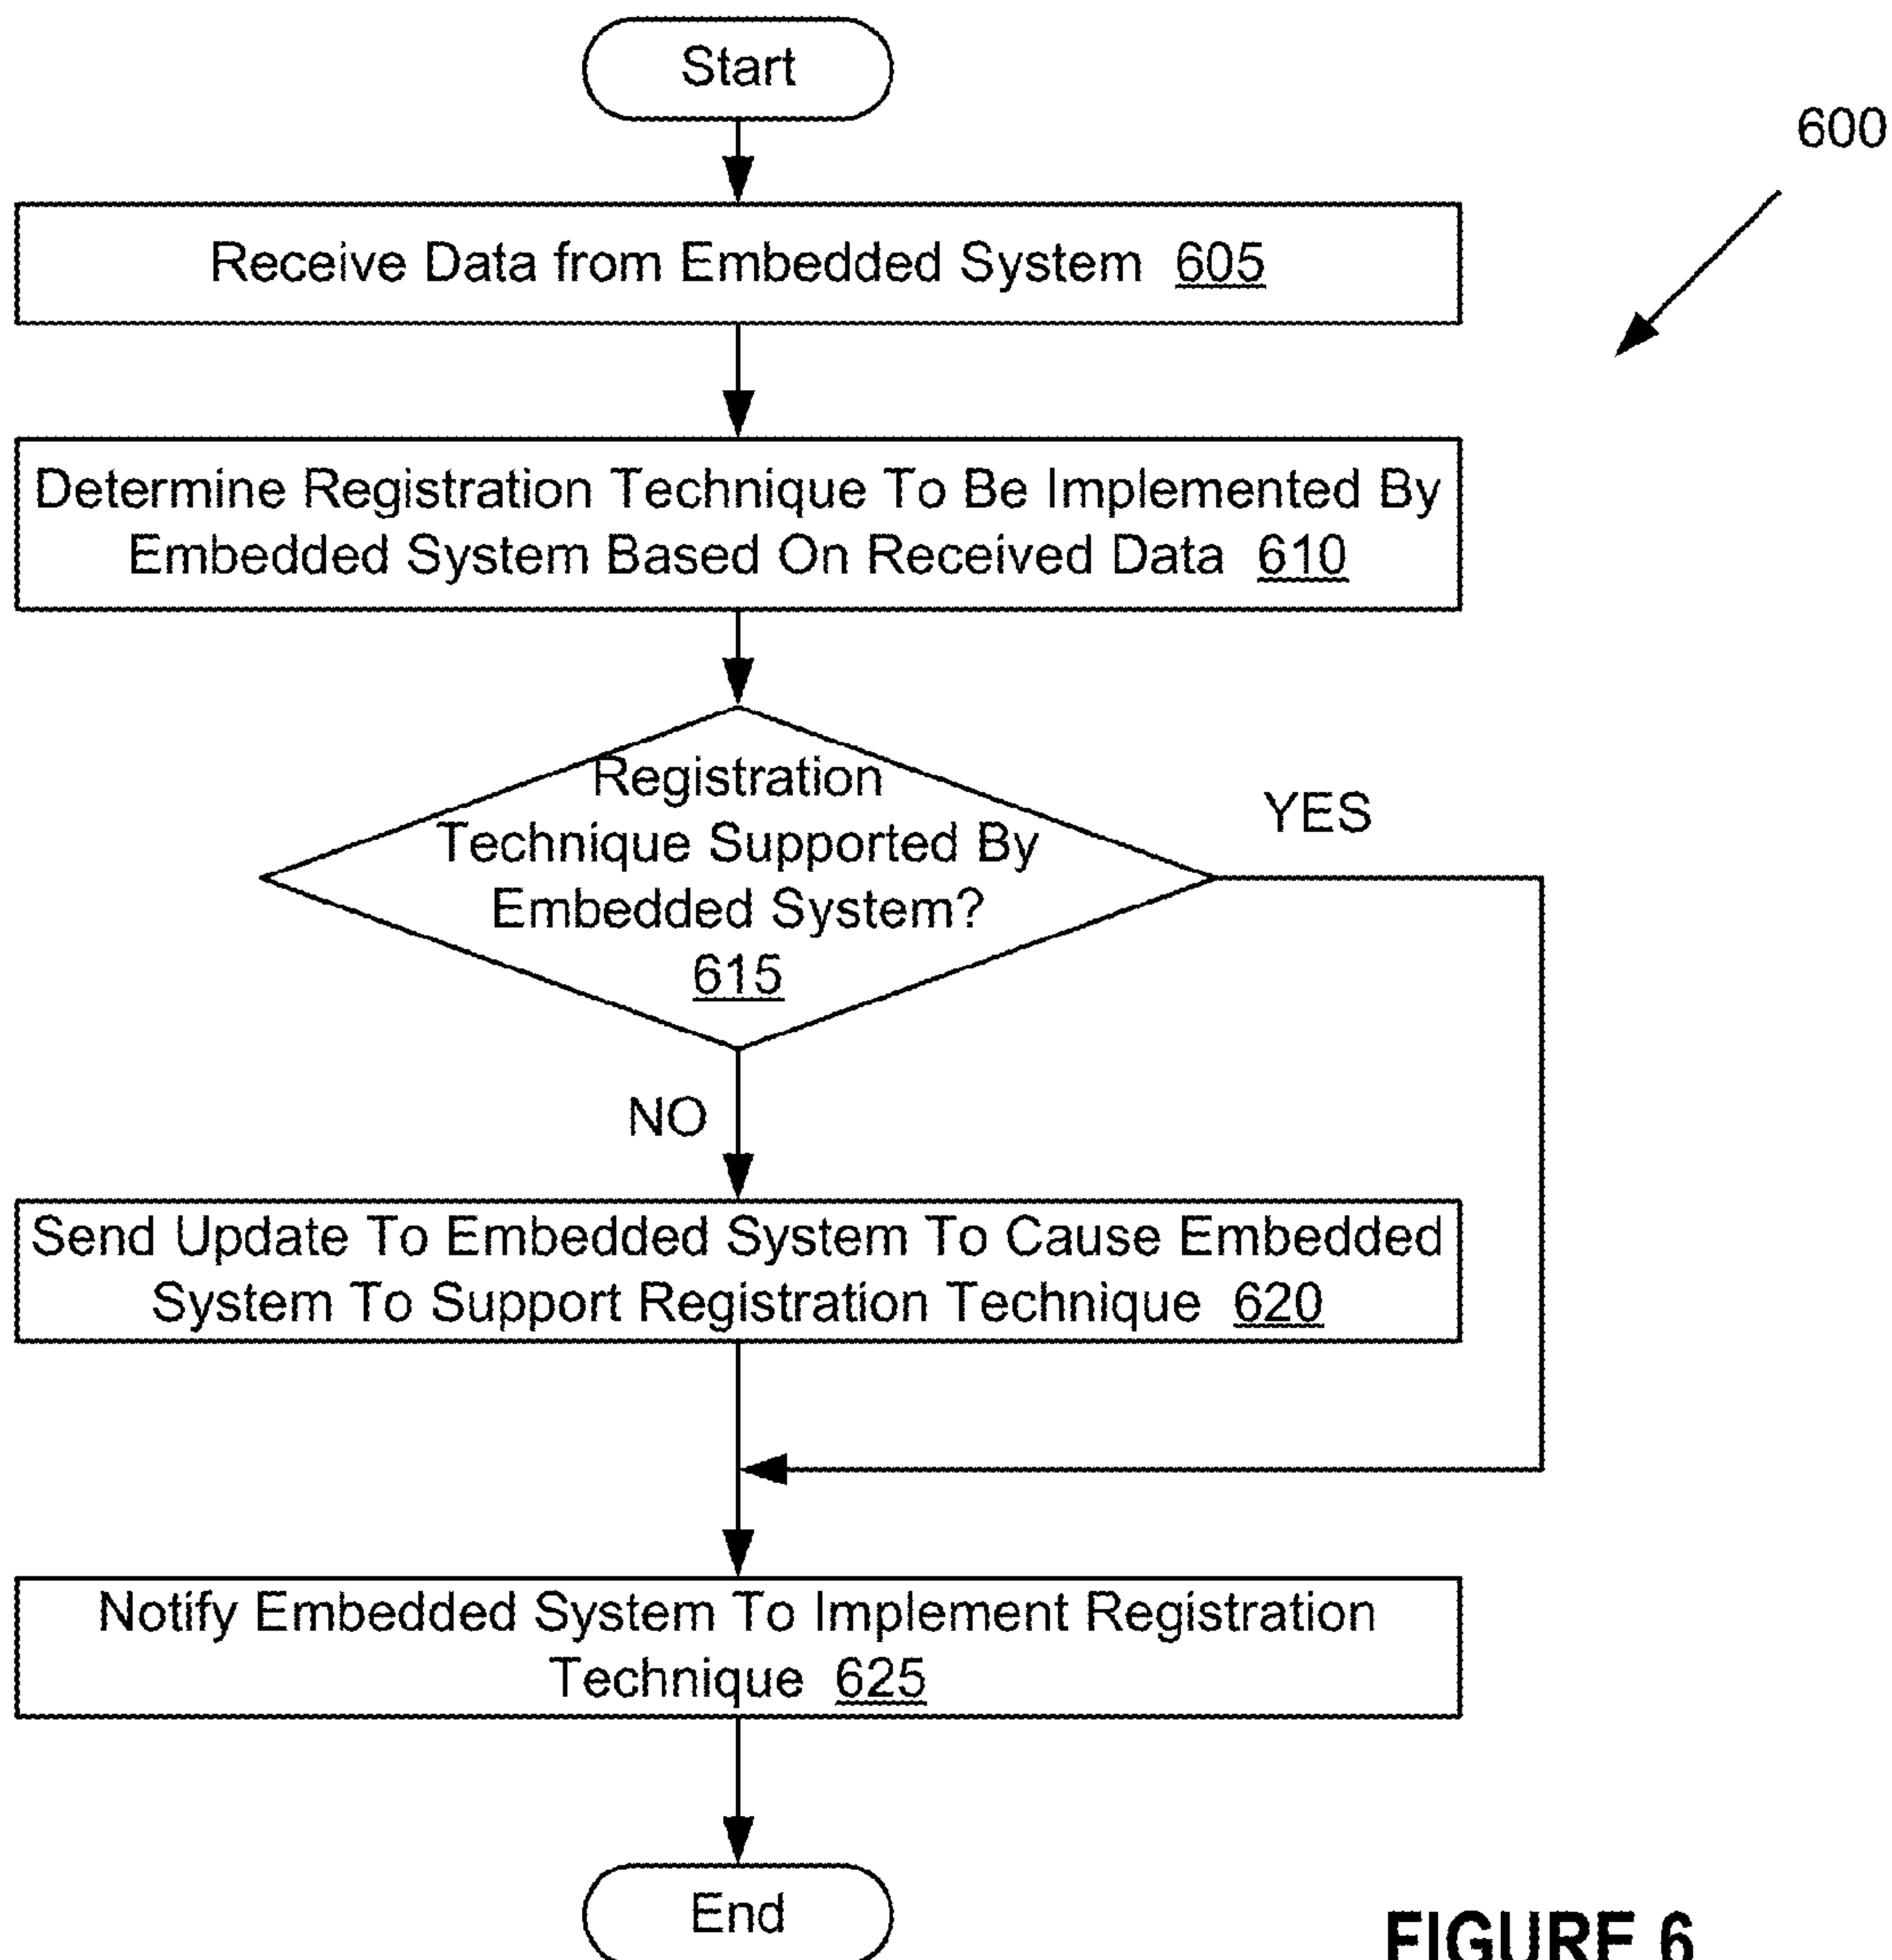 Start
600
Receive Data from Embedded System 605
Determine Registration Technique To Be Implemented By
Embedded System Based On Received Data 610
Registration
Technique Supported By
Embedded System?
615
YES
NO
Send Update To Embedded System To Cause Embedded
System To Support Registration Technique 620
Notify Embedded System To Implement Registration
Technique 625
End
FIGURE 6